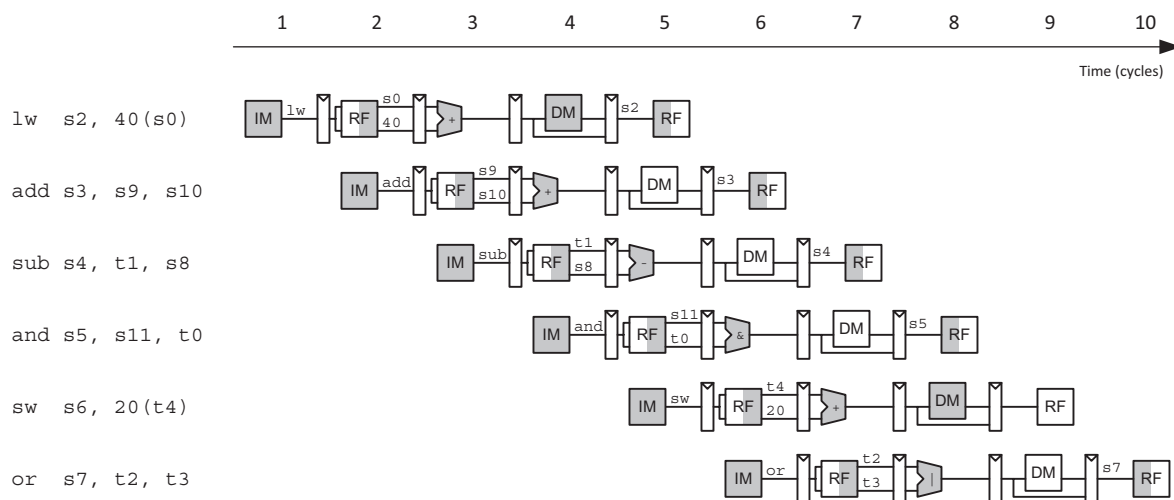 1 2 3 4 5 6 7 8 9 10
Time (cycles)
lw s2, 40(s0) IM lw RF s0 40 + DM s2 RF
add s3, s9, s10 IM add RF s9 s10 + DM s3 RF
sub s4, t1, s8 IM sub RF t1 s8 - DM s4 RF
and s5, s11, t0 IM and RF s11 t0 & DM s5 RF
sw s6, 20(t4) IM sw RF t4 20 + DM RF
or s7, t2, t3 IM or RF t2 t3 | DM s7 RF